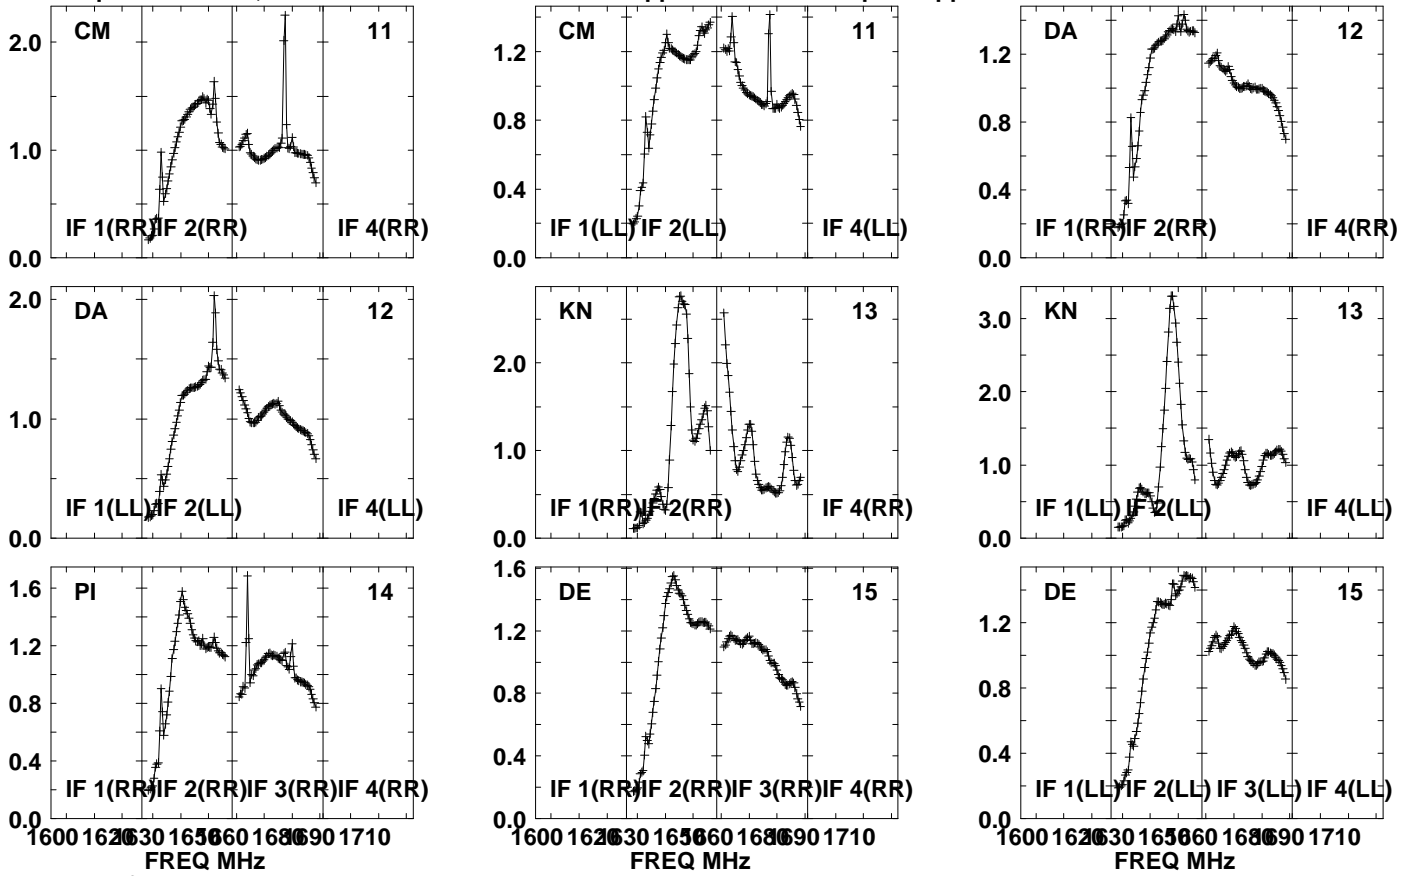 CM 11
2.0
1.0
0.0
IF 1(RR) IF 2(RR) IF 4(RR)
CM 11
1.2
0.8
0.4
0.0
IF 1(LL) IF 2(LL) IF 4(LL)
DA 12
1.2
0.8
0.4
0.0
IF 1(RR) IF 2(RR) IF 4(RR)
DA 12
2.0
1.0
0.0
IF 1(LL) IF 2(LL) IF 4(LL)
KN 13
2.0
1.0
0.0
IF 1(RR) IF 2(RR) IF 4(RR)
KN 13
3.0
2.0
1.0
0.0
IF 1(LL) IF 2(LL) IF 4(LL)
PI 14
1.6
1.2
0.8
0.4
0.0
IF 1(RR) IF 2(RR) IF 3(RR) IF 4(RR)
1600 1620 1630 1650 1660 1680 1690 1710
FREQ MHz
DE 15
1.6
1.2
0.8
0.4
0.0
IF 1(RR) IF 2(RR) IF 3(RR) IF 4(RR)
1600 1620 1630 1650 1660 1680 1690 1710
FREQ MHz
DE 15
1.2
0.8
0.4
0.0
IF 1(LL) IF 2(LL) IF 3(LL) IF 4(LL)
1600 1620 1630 1650 1660 1680 1690 1710
FREQ MHz